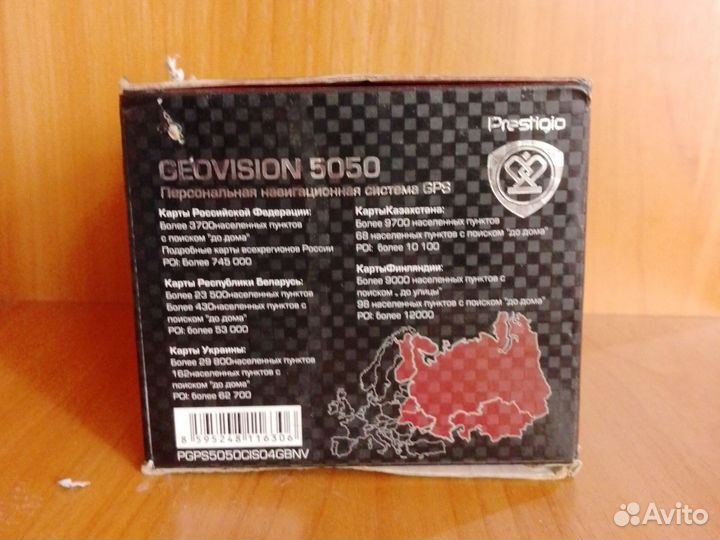 Prestigio
GEOVISION 5050
Персональная навигационная система GPS
Карты Российской Федерации:
Более 3700населенных пунктов
с поиском "до дома"
Подробные карты всехрегионов России
POI: Более 745 000
Карты Республики Беларусь:
Более 23 500населенных пунктов
Более 430населенных пунктов с
поиском "до дома"
POI: более 53 000
Карты Украины:
Более 29 800населенных пунктов
162населенных пунктов с
поиском "до дома"
POI: более 62 700
КартыКазахстана:
Более 9700 населенных пунктов
68 населенных пунктов с поиском "до дома"
POI: более 10 100
КартыФинляндии:
Более 9000 населенных пунктов с
поиском „до улицы"
98 населенных пунктов с поиском "до дома"
POI: более 12000
8 595248 116306
PGPS5050CIS04GBNV
Avito